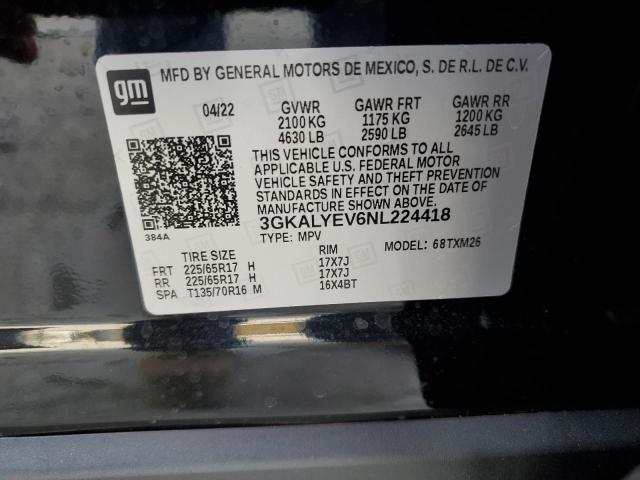 gm MFD BY GENERAL MOTORS DE MEXICO, S. DE R.L. DE C.V.
04/22 GVWR GAWR FRT GAWR RR
2100 KG 1175 KG 1200 KG
4630 LB 2590 LB 2645 LB
THIS VEHICLE CONFORMS TO ALL
APPLICABLE U.S. FEDERAL MOTOR
VEHICLE SAFETY, BUMPER, AND THEFT PREVENTION
STANDARDS IN EFFECT ON THE DATE OF
MANUFACTURE SHOWN ABOVE.
3GKALYEV6NL224418
384A TYPE: MPV MODEL: 68TXM26
TIRE SIZE RIM
FRT 225/65R17 H 17X7J
RR 225/65R17 H 17X7J
SPA T135/70R16 M 16X4BT